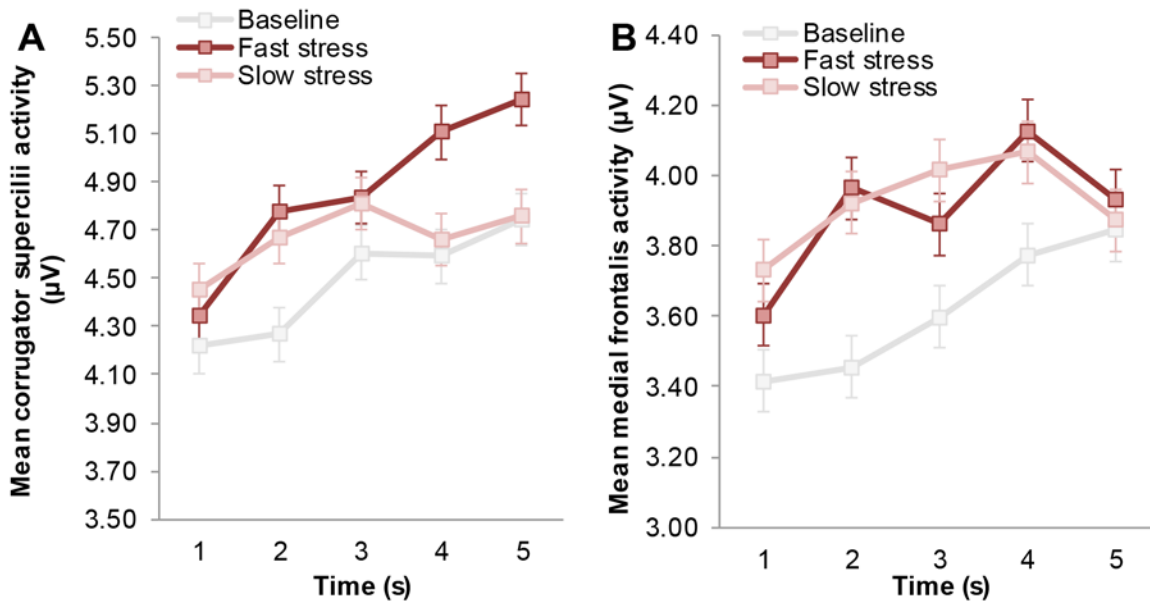 A
Baseline
Fast stress
Slow stress
Mean corrugator supercilii activity
(µV)
5.50
5.30
5.10
4.90
4.70
4.50
4.30
4.10
3.90
3.70
3.50
1 2 3 4 5
Time (s)
B
Baseline
Fast stress
Slow stress
Mean medial frontalis activity (µV)
4.40
4.20
4.00
3.80
3.60
3.40
3.20
3.00
1 2 3 4 5
Time (s)